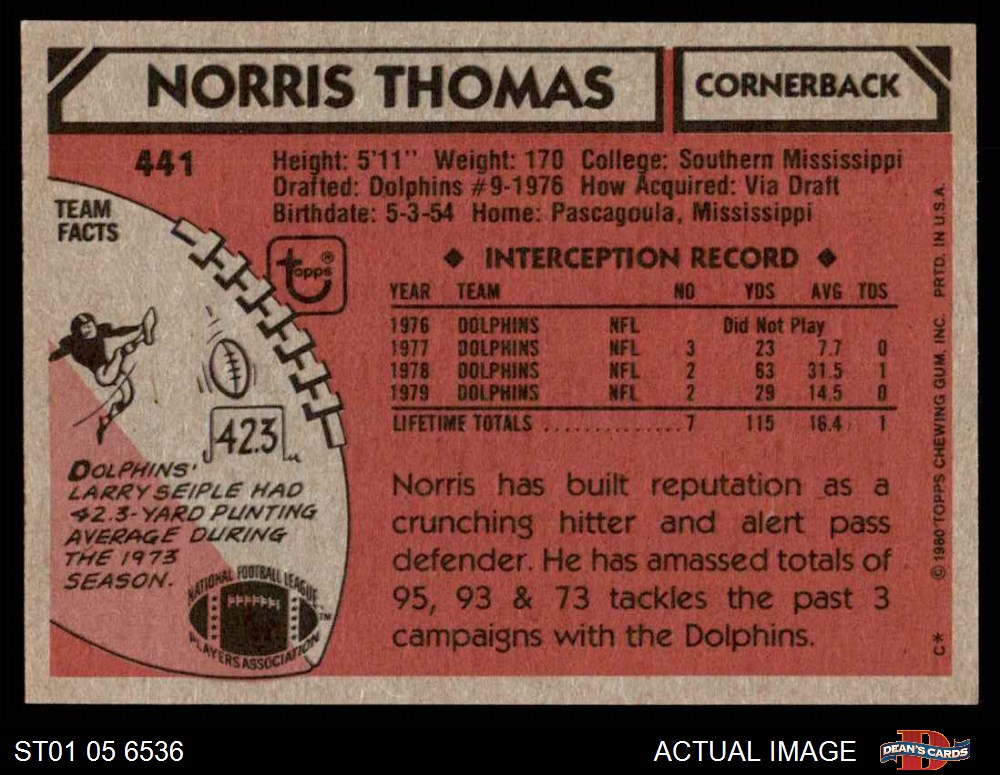 NORRIS THOMAS
CORNERBACK
441
Height: 5'11" Weight: 170 College: Southern Mississippi
Drafted: Dolphins #9-1976 How Acquired: Via Draft
Birthdate: 5-3-54 Home: Pascagoula, Mississippi
TEAM
FACTS
topps®
◆ INTERCEPTION RECORD ◆
YEAR TEAM NO YDS AVG TDS
1976 DOLPHINS NFL Did Not Play
1977 DOLPHINS NFL 3 23 7.7 0
1978 DOLPHINS NFL 2 63 31.5 1
1979 DOLPHINS NFL 2 29 14.5 0
LIFETIME TOTALS ..............7 115 16.4 1
42.3
DOLPHINS'
LARRY SEIPLE HAD
42.3-YARD PUNTING
AVERAGE DURING
THE 1973
SEASON.
NATIONAL FOOTBALL LEAGUE
PLAYERS ASSOCIATION
TM
Norris has built reputation as a
crunching hitter and alert pass
defender. He has amassed totals of
95, 93 & 73 tackles the past 3
campaigns with the Dolphins.
C* © 1980 TOPPS CHEWING GUM, INC. PRTD. IN U.S.A.
ST01 05 6536
ACTUAL IMAGE
D
DEAN'S CARDS